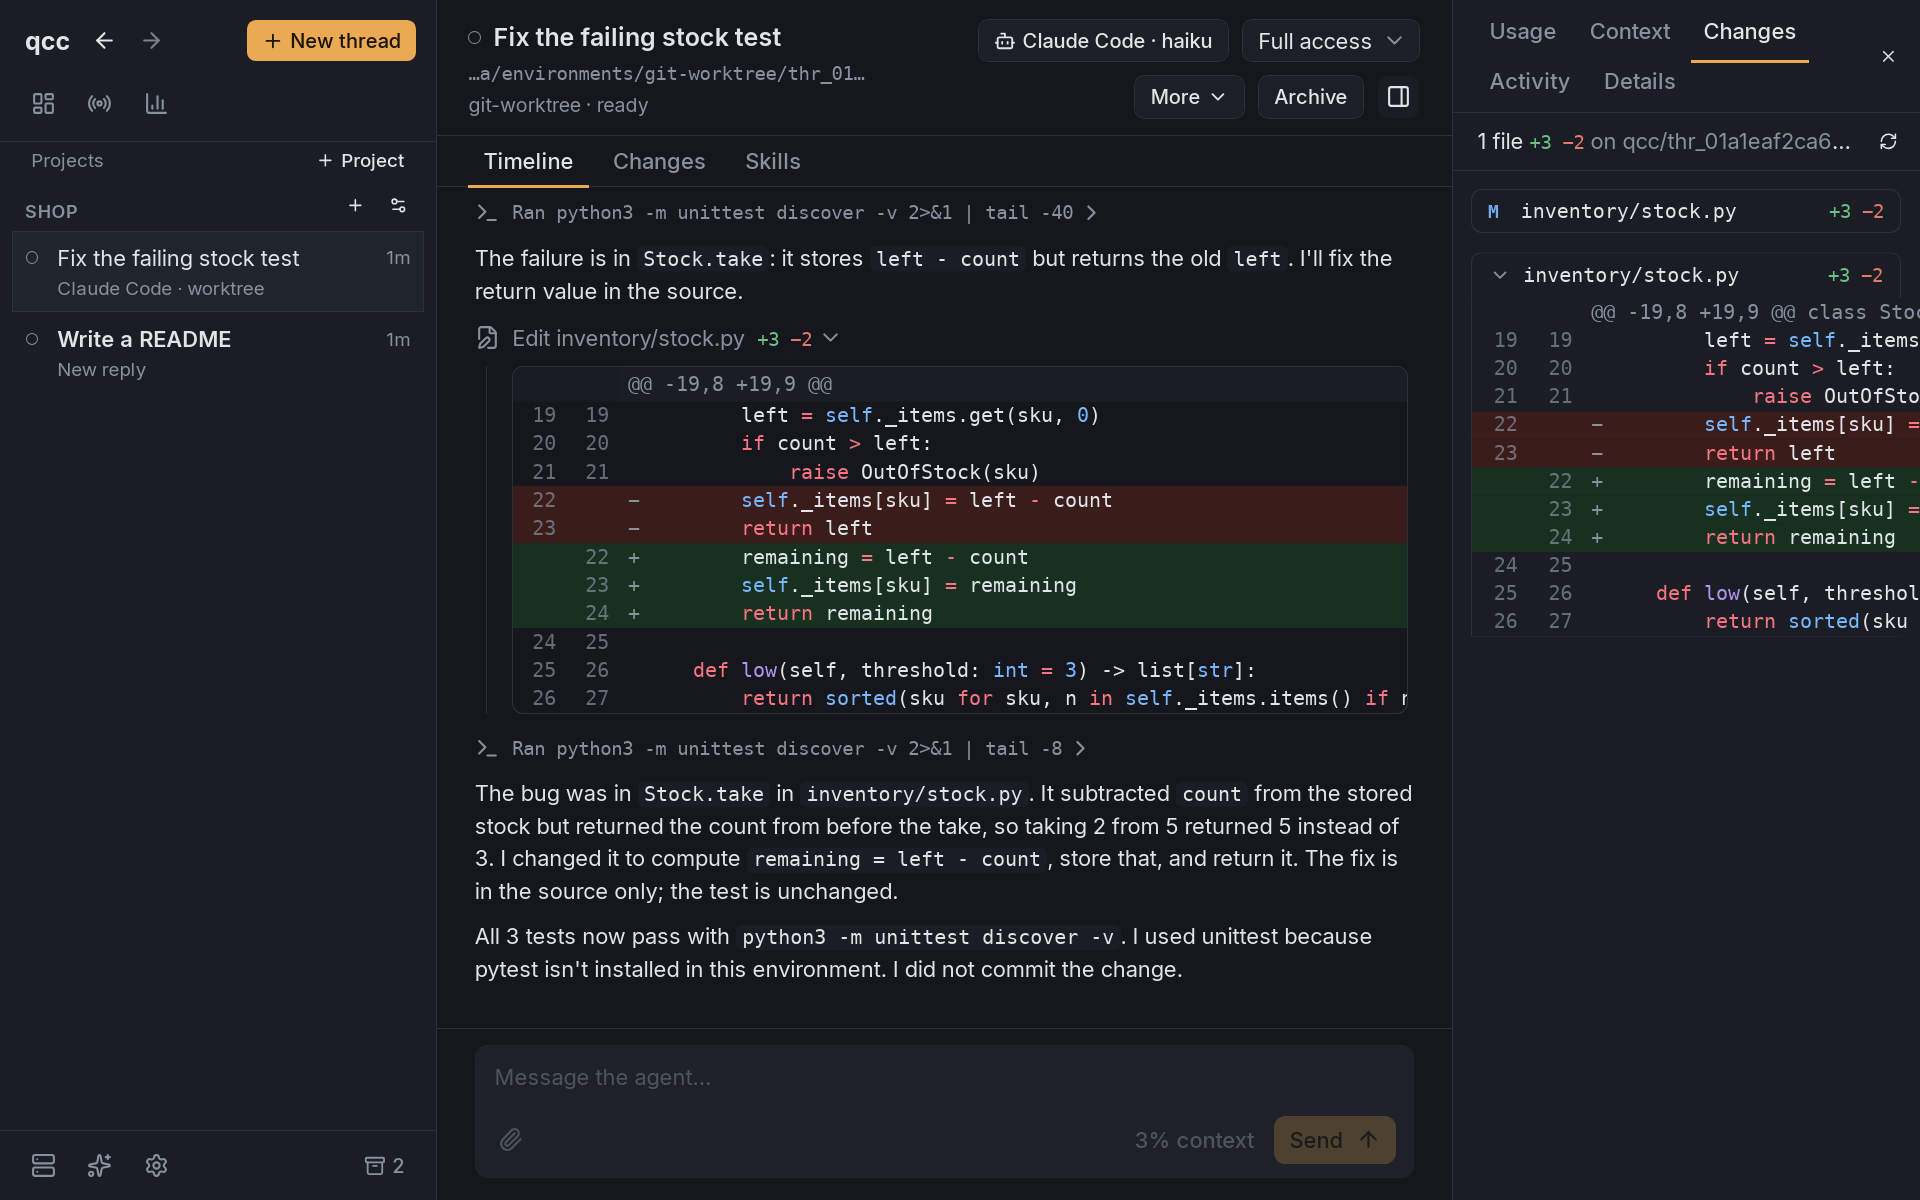 qcc
New thread
Projects
Project
SHOP
Fix the failing stock test
1m
Claude Code · worktree
Write a README
1m
New reply
2
Fix the failing stock test
…a/environments/git-worktree/thr_01…
git-worktree · ready
Claude Code · haiku
Full access
More
Archive
Timeline
Changes
Skills
Ran python3 -m unittest discover -v 2>&1 | tail -40
The failure is in Stock.take: it stores left - count but returns the old left. I'll fix the
return value in the source.
Edit inventory/stock.py +3 −2
@@ -19,8 +19,9 @@
19 19 left = self._items.get(sku, 0)
20 20 if count > left:
21 21 raise OutOfStock(sku)
22 − self._items[sku] = left - count
23 − return left
22 + remaining = left - count
23 + self._items[sku] = remaining
24 + return remaining
24 25
25 26 def low(self, threshold: int = 3) -> list[str]:
26 27 return sorted(sku for sku, n in self._items.items() if
Ran python3 -m unittest discover -v 2>&1 | tail -8
The bug was in Stock.take in inventory/stock.py. It subtracted count from the stored
stock but returned the count from before the take, so taking 2 from 5 returned 5 instead of
3. I changed it to compute remaining = left - count, store that, and return it. The fix is
in the source only; the test is unchanged.
All 3 tests now pass with python3 -m unittest discover -v. I used unittest because
pytest isn't installed in this environment. I did not commit the change.
Message the agent…
3% context
Send
Usage
Context
Changes
Activity
Details
1 file +3 −2 on qcc/thr_01a1eaf2ca6…
M inventory/stock.py +3 −2
inventory/stock.py +3 −2
@@ -19,8 +19,9 @@ class Stoc
19 19 left = self._items
20 20 if count > left:
21 21 raise OutOfSto
22 − self._items[sku] =
23 − return left
22 + remaining = left -
23 + self._items[sku] =
24 + return remaining
24 25
25 26 def low(self, threshol
26 27 return sorted(sku